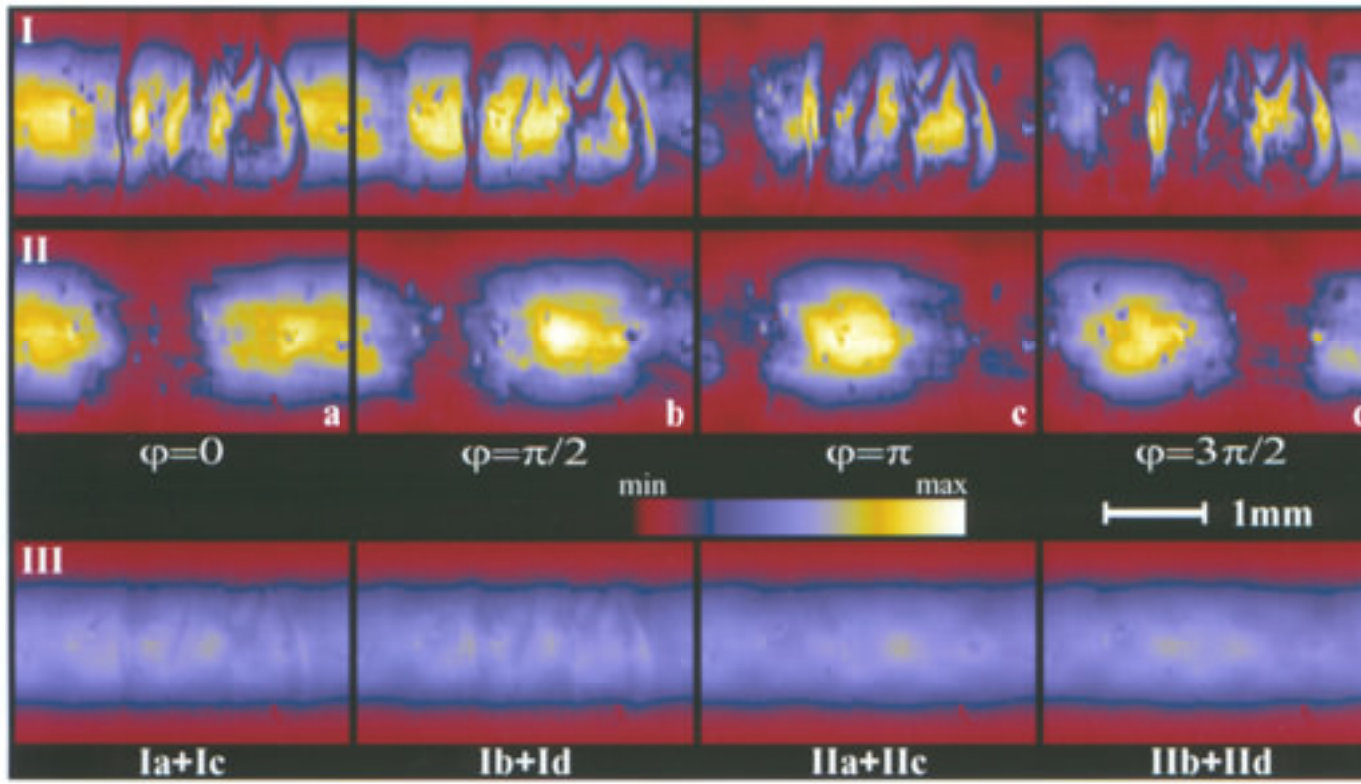 I
II
a
b
c
d
φ=0
φ=π/2
φ=π
φ=3π/2
min
max
1mm
III
Ia+Ic
Ib+Id
IIa+IIc
IIb+IId